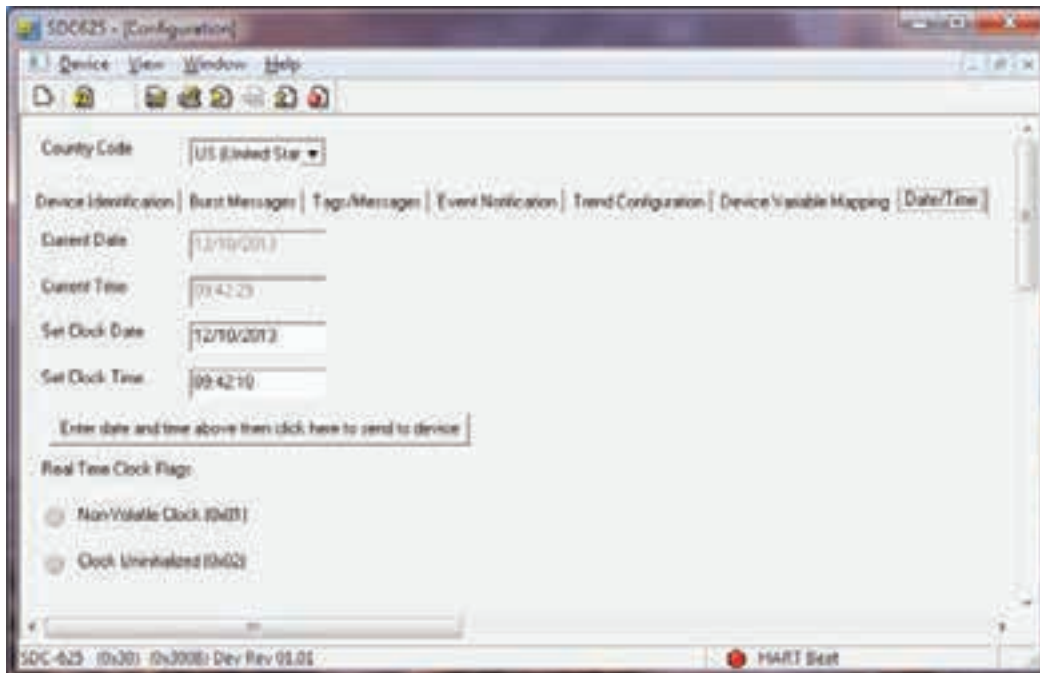 SDC625 - [Configuration]
Device View Window Help
County Code US (United Star
Device Identification Burst Messages Tags/Messages Event Notification Trend Configuration Device Variable Mapping Date/Time
Current Date 12/10/2013
Current Time 09:42:29
Set Clock Date 12/10/2013
Set Clock Time 09:42:10
Enter date and time above then click here to send to device
Real Time Clock Flags
Non-Volatile Clock (0x01)
Clock Uninitialized (0x02)
SDC-625 (0x30) (0x3008) Dev Rev 01.01 HART Beat